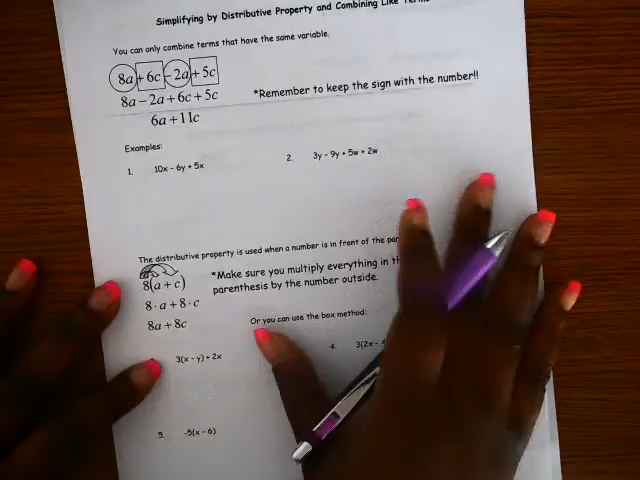 Simplifying by Distributive Property and Combining Like Terms
You can only combine terms that have the same variable.
8a + 6c - 2a + 5c
8a - 2a + 6c + 5c
*Remember to keep the sign with the number!!
6a + 11c
Examples:
1. 10x - 6y + 5x
2. 3y - 9y + 5w + 2w
The distributive property is used when a number is in front of the
8(a + c)
*Make sure you multiply everything in
parenthesis by the number outside.
8 · a + 8 · c
8a + 8c
Or you can use the box method:
3(x - y) + 2x
4. 3(2x -
5. -5(x - 6)